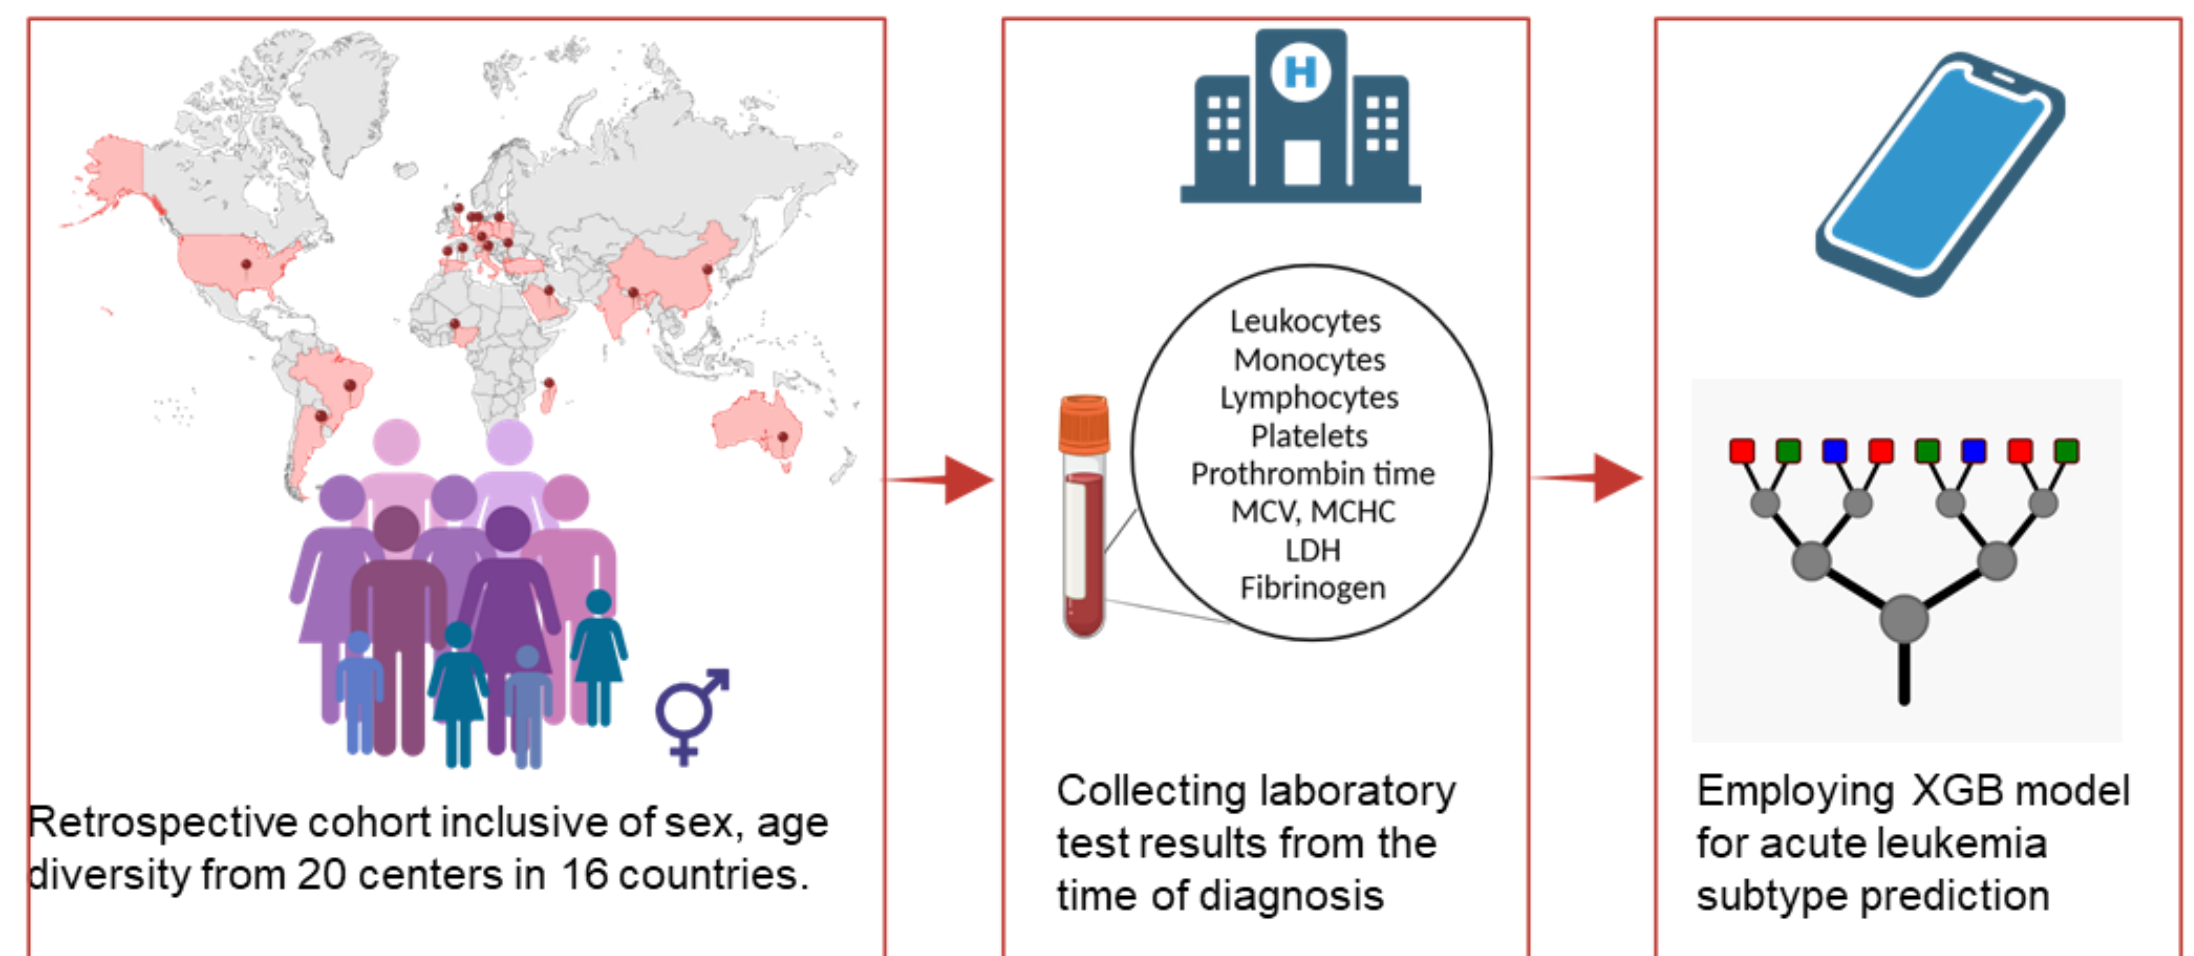 Retrospective cohort inclusive of sex, age
diversity from 20 centers in 16 countries.
H
Leukocytes
Monocytes
Lymphocytes
Platelets
Prothrombin time
MCV, MCHC
LDH
Fibrinogen
Collecting laboratory
test results from the
time of diagnosis
Employing XGB model
for acute leukemia
subtype prediction